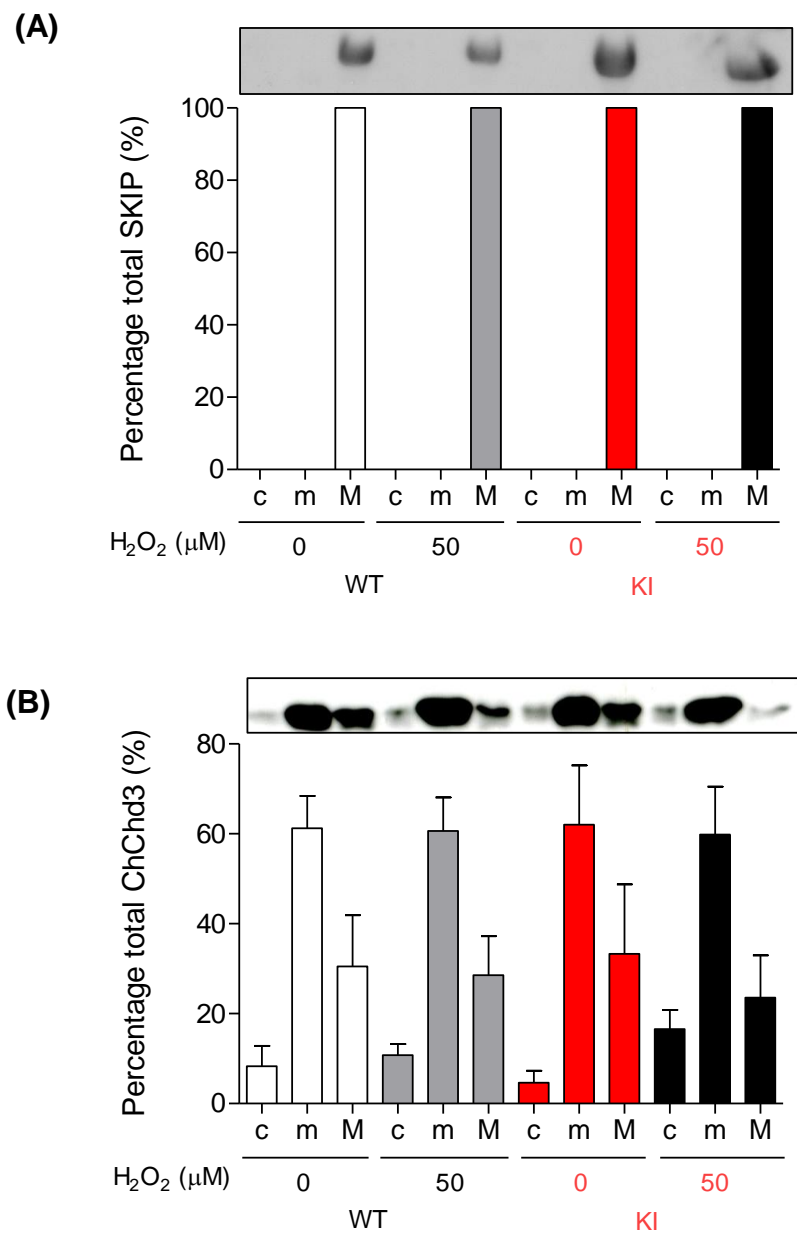 (A)
Percentage total SKIP (%)
100
80
60
40
20
0
c m M c m M c m M c m M
H₂O₂ (μM) 0 50 0 50
WT KI
(B)
Percentage total ChChd3 (%)
80
60
40
20
0
c m M c m M c m M c m M
H₂O₂ (μM) 0 50 0 50
WT KI